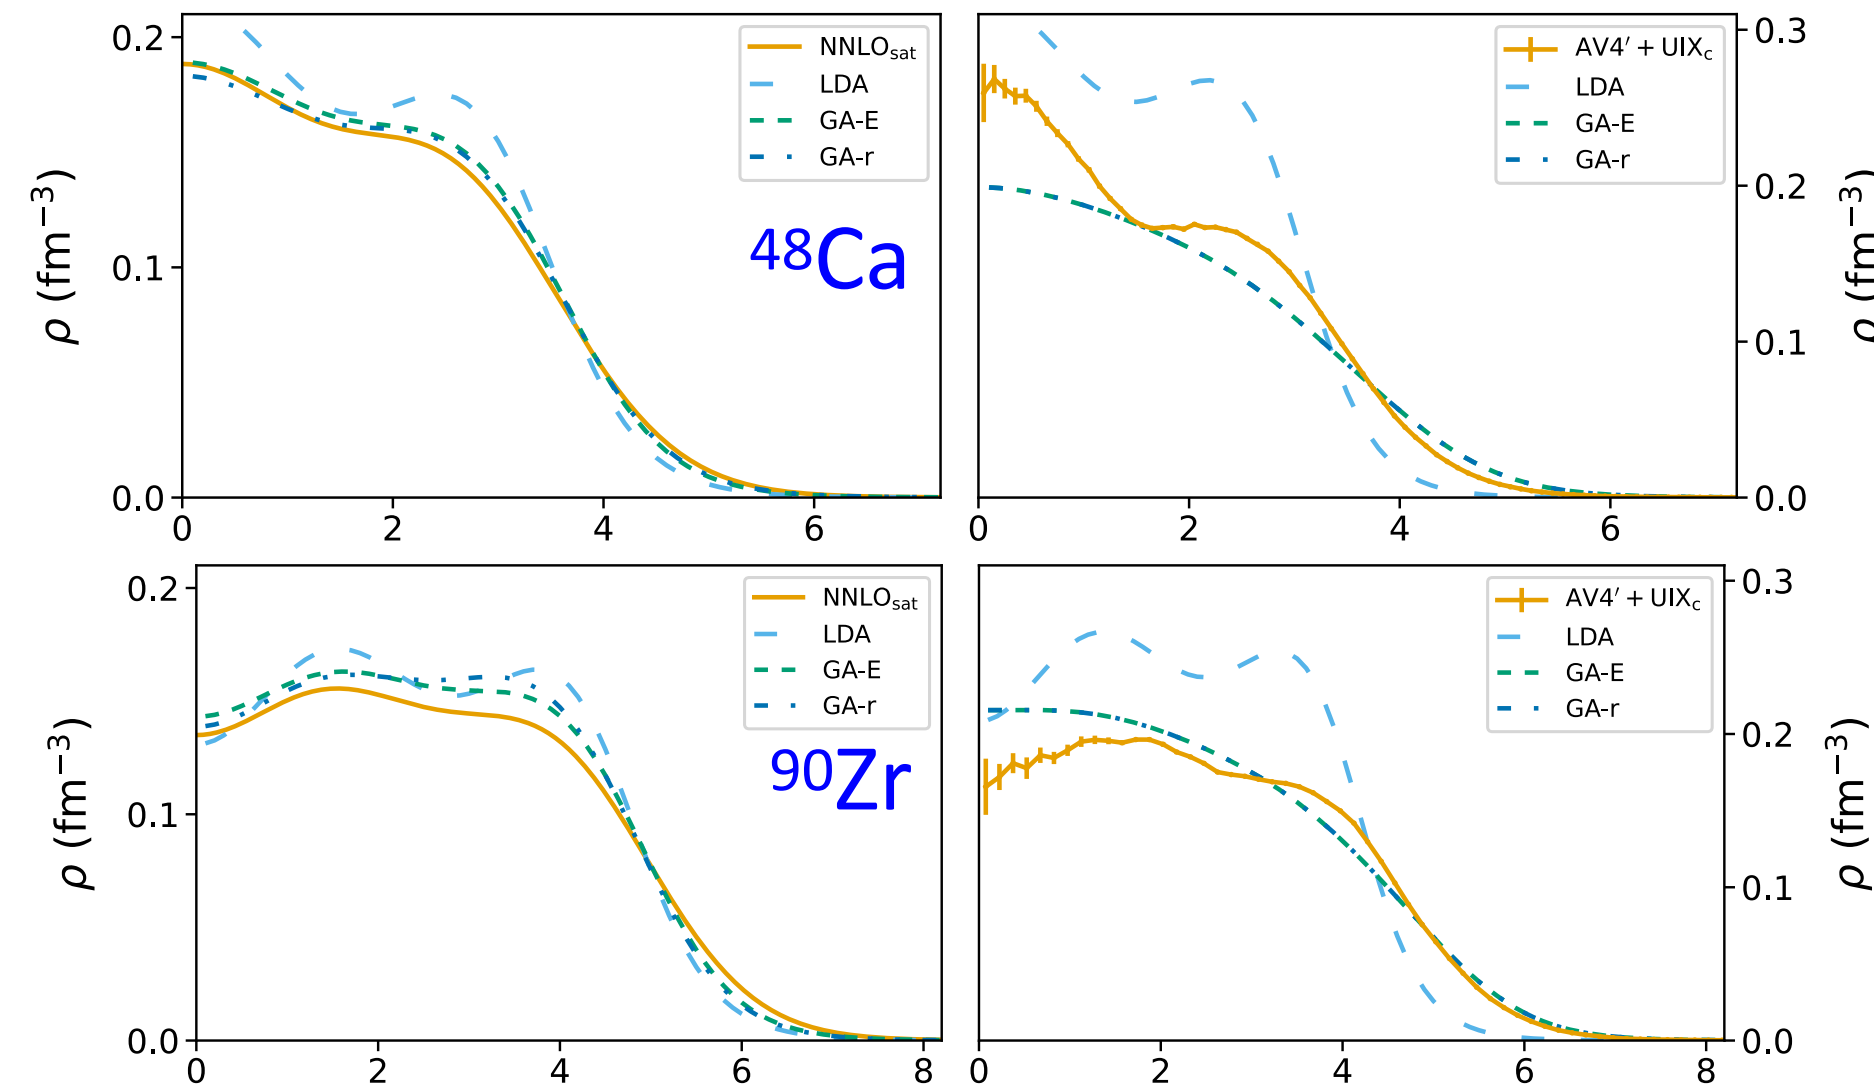 0.2
0.1
0.0
ρ (fm⁻³)
NNLOsat
LDA
GA-E
GA-r
⁴⁸Ca
0 2 4 6
AV4′ + UIXc
LDA
GA-E
GA-r
0.3
0.2
0.1
0.0
ρ (fm⁻³)
0 2 4 6
0.2
0.1
0.0
ρ (fm⁻³)
NNLOsat
LDA
GA-E
GA-r
⁹⁰Zr
0 2 4 6 8
AV4′ + UIXc
LDA
GA-E
GA-r
0.3
0.2
0.1
0.0
ρ (fm⁻³)
0 2 4 6 8